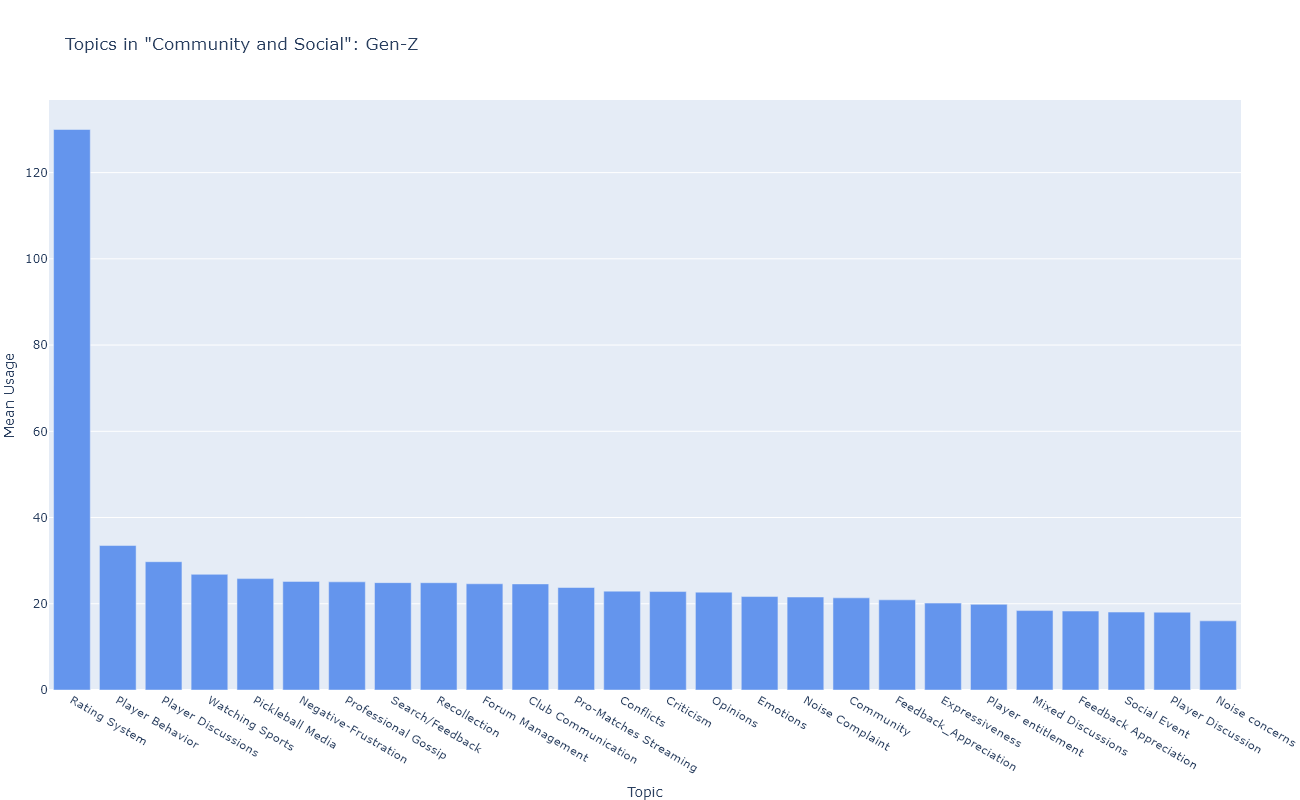 Topics in "Community and Social": Gen-Z
Mean Usage
120
100
80
60
40
20
0
Rating System
Player Behavior
Player Discussions
Watching Sports
Pickleball Media
Negative-Frustration
Professional Gossip
Search/Feedback
Recollection
Forum Management
Club Communication
Pro-Matches Streaming
Conflicts
Criticism
Opinions
Emotions
Noise Complaint
Community
Feedback_Appreciation
Expressiveness
Player entitlement
Mixed Discussions
Feedback Appreciation
Social Event
Player Discussion
Noise concerns
Topic